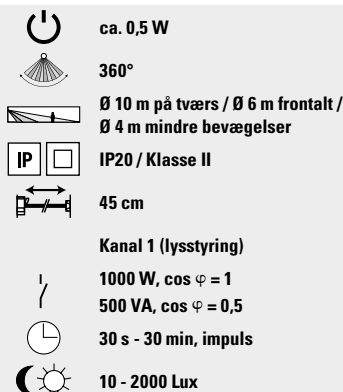 ca. 0,5 W
360°
Ø 10 m på tværs / Ø 6 m frontalt /
Ø 4 m mindre bevægelser
IP
IP20 / Klasse II
45 cm
Kanal 1 (lysstyring)
1000 W, cos φ = 1
500 VA, cos φ = 0,5
30 s - 30 min, impuls
10 - 2000 Lux